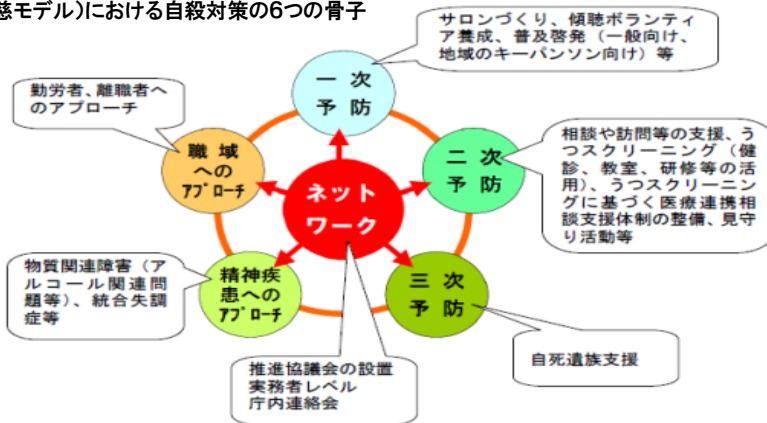 慈モデル)における自殺対策の6つの骨子
サロンづくり、傾聴ボランティ
ア養成、普及啓発（一般向け、
地域のキーパンソン向け）等
一 次
予 防
勤労者、離職者へ
のアプローチ
職 域
への
アプローチ
相談や訪問等の支援、う
つスクリーニング（健
診、教室、研修等の活
用）、うつスクリーニン
グに基づく医療連携相
談支援体制の整備、見守
り活動等
二 次
予 防
ネット
ワーク
物質関連障害（ア
ルコール関連問
題等）、統合失調
症等
精神疾
患への
アプローチ
三 次
予 防
自死遺族支援
推進協議会の設置
実務者レベル
庁内連絡会